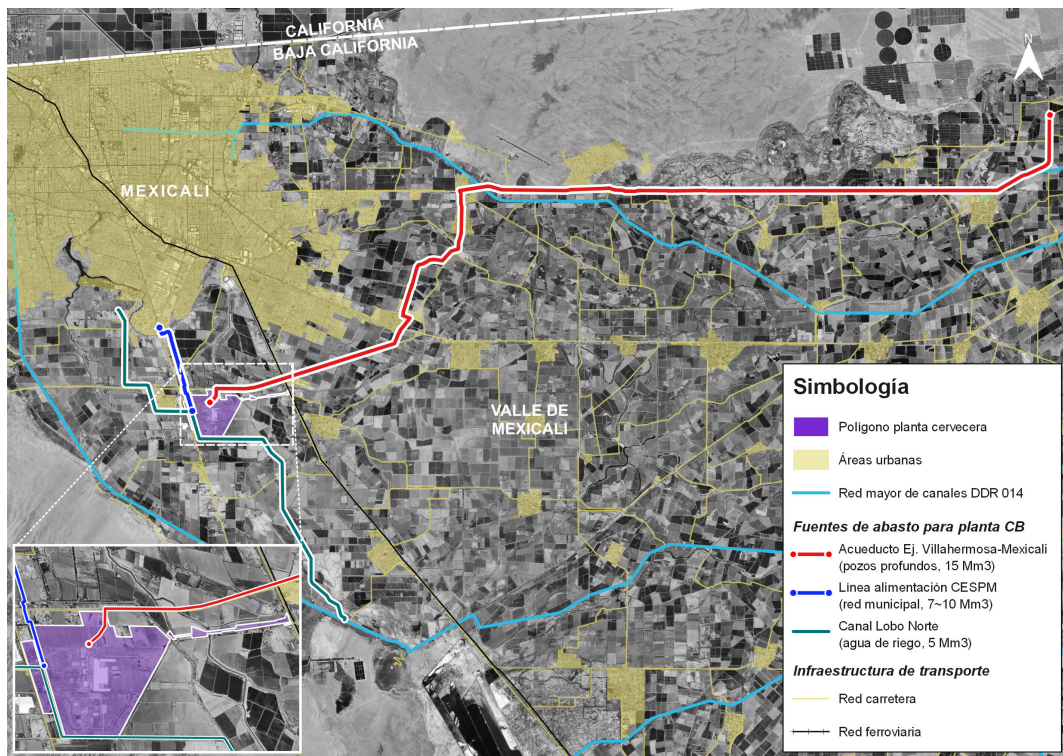 CALIFORNIA
BAJA CALIFORNIA
N
MEXICALI
VALLE DE
MEXICALI
Simbología
Polígono planta cervecera
Áreas urbanas
Red mayor de canales DDR 014
Fuentes de abasto para planta CB
Acueducto Ej. Villahermosa-Mexicali
(pozos profundos, 15 Mm3)
Línea alimentación CESPM
(red municipal, 7~10 Mm3)
Canal Lobo Norte
(agua de riego, 5 Mm3)
Infraestructura de transporte
Red carretera
Red ferroviaria